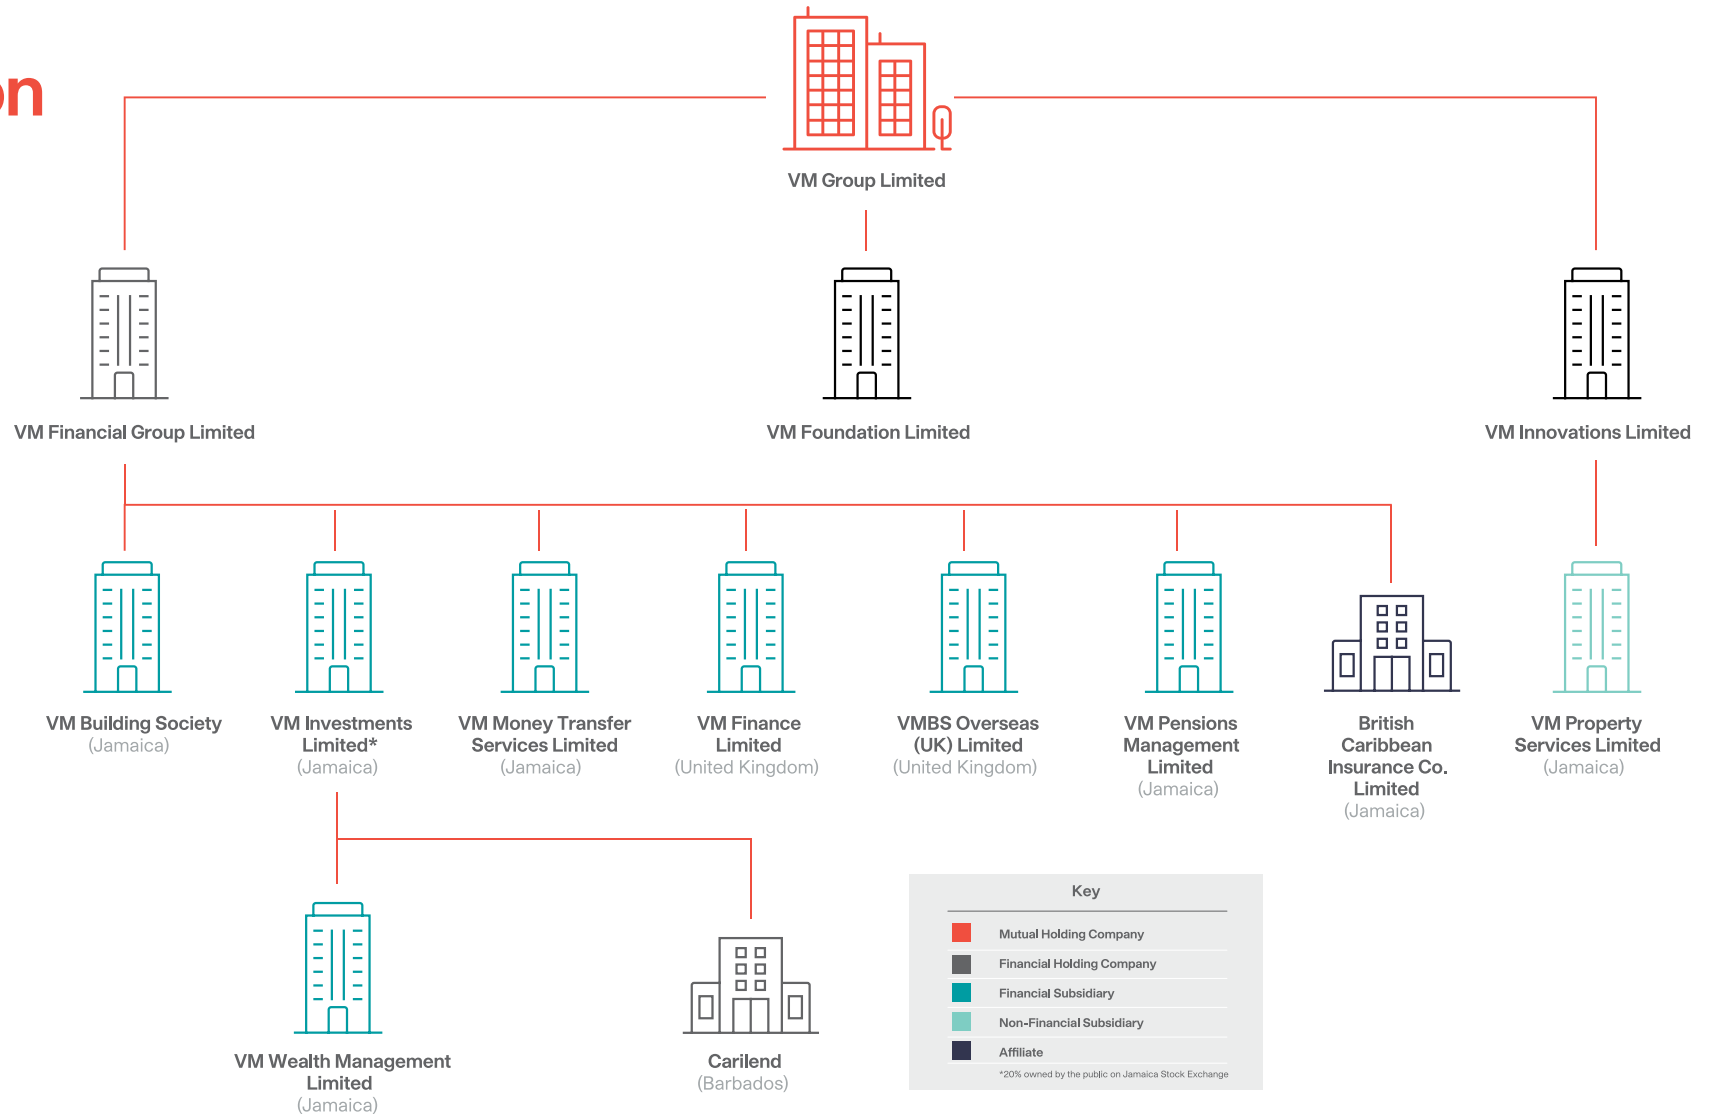 on
VM Group Limited
VM Financial Group Limited
VM Foundation Limited
VM Innovations Limited
VM Building Society
(Jamaica)
VM Investments
Limited*
(Jamaica)
VM Money Transfer
Services Limited
(Jamaica)
VM Finance
Limited
(United Kingdom)
VMBS Overseas
(UK) Limited
(United Kingdom)
VM Pensions
Management
Limited
(Jamaica)
British
Caribbean
Insurance Co.
Limited
(Jamaica)
VM Property
Services Limited
(Jamaica)
VM Wealth Management
Limited
(Jamaica)
Carilend
(Barbados)
Key
Mutual Holding Company
Financial Holding Company
Financial Subsidiary
Non-Financial Subsidiary
Affiliate
*20% owned by the public on Jamaica Stock Exchange